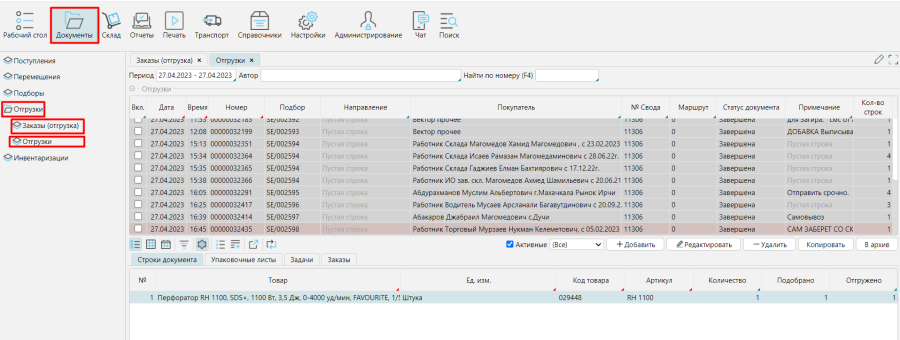 Рабочий стол Документы Склад Отчеты Печать Транспорт Справочники Настройки Администрирование Чат Поиск
Поступления
Перемещения
Подборы
Отгрузки
Заказы (отгрузка)
Отгрузки
Инвентаризации
Заказы (отгрузка) × Отгрузки ×
Период 27.04.2023 - 27.04.2023 Автор Найти по номеру (F4)
Отгрузки
Вкл. Дата Время Номер Подбор Направление Покупатель № Свода Маршрут Статус документа Примечание Кол-во строк
27.04.2023 11:53 00000032185 SE/002592 Пустая строка Вектор прочее 11306 0 Завершена для Загира. 1
27.04.2023 12:08 00000032199 SE/002593 Пустая строка Вектор прочее 11306 0 Завершена ДОБАВКА Выписыва 1
27.04.2023 15:13 00000032351 SE/002594 Пустая строка Работник Склада Магомедов Хамид Магомедович , с 23.02.2023 11306 0 Завершена Пустая строка 1
27.04.2023 15:34 00000032364 SE/002594 Пустая строка Работник Склада Исаев Рамазан Магомедаминович с 28.06.22г. 11306 0 Завершена Пустая строка 4
27.04.2023 15:35 00000032365 SE/002594 Пустая строка Работник Склада Гаджиев Елман Бахтиярович с 17.12.22г. 11306 0 Завершена Пустая строка 1
27.04.2023 15:38 00000032366 SE/002594 Пустая строка Работник ИО зав. скл. Магомедов Ахмед Шамильевич с 20.06.21 11306 0 Завершена Пустая строка 1
27.04.2023 16:05 00000032291 SE/002595 Пустая строка Абдурахманов Муслим Альбертович г.Махачкала Рынок Ирчи 11306 0 Завершена Отправить срочно. 4
27.04.2023 16:25 00000032417 SE/002596 Пустая строка Работник Водитель Мусаев Арсланали Багавутдинович с 20.09.2 11306 0 Завершена Пустая строка 3
27.04.2023 16:39 00000032414 SE/002597 Пустая строка Абакаров Джабраил Магомедович с.Дучи 11306 0 Завершена Самовывоз 1
27.04.2023 16:45 00000032435 SE/002598 Пустая строка Работник Торговый Мурзаев Нукман Келеметович, с 05.02.2023 11306 0 Завершена САМ ЗАБЕРЕТ СО СК 1
Активные (Все) + Добавить Редактировать − Удалить Копировать В архив
Строки документа Упаковочные листы Задачи Заказы
№ Товар Ед. изм. Код товара Артикул Количество Подобрано Отгружено
1 Перфоратор RH 1100, SDS+, 1100 Вт, 3,5 Дж, 0-4000 уд/мин, FAVOURITE, 1/5 Штука 029448 RH 1100 1 1 1